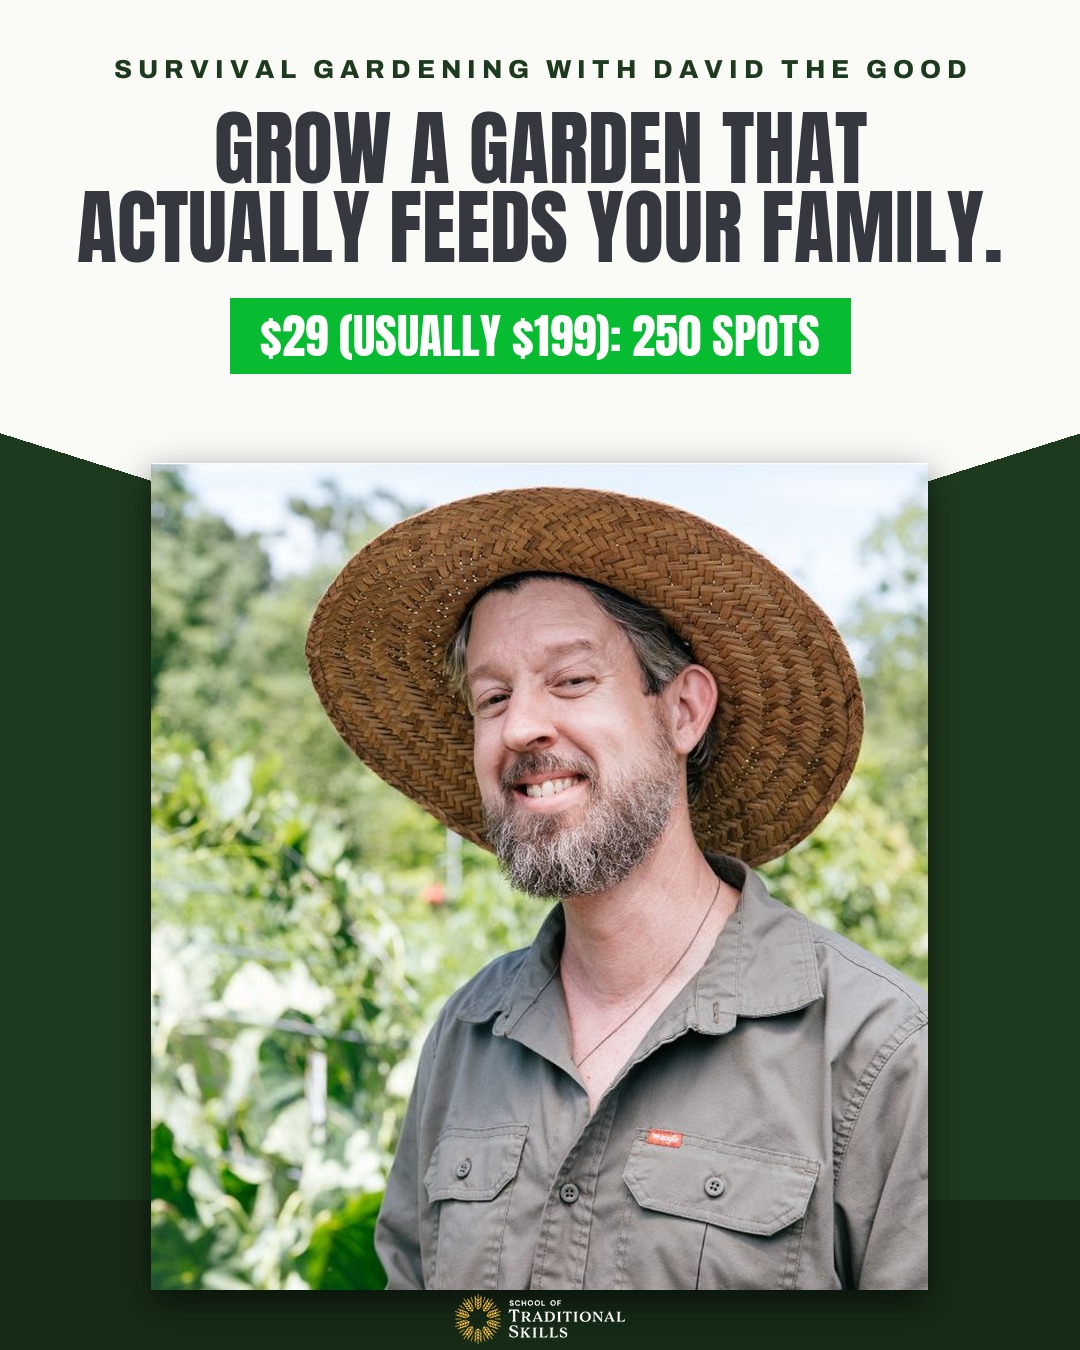 SURVIVAL GARDENING WITH DAVID THE GOOD
GROW A GARDEN THAT
ACTUALLY FEEDS YOUR FAMILY.
$29 (USUALLY $199): 250 SPOTS
Wrangler
SCHOOL OF
TRADITIONAL
SKILLS